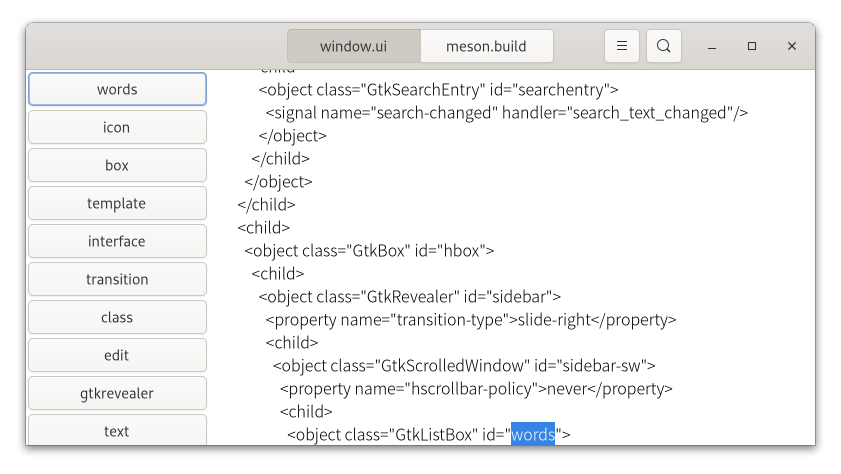 window.ui
meson.build
words
icon
box
template
interface
transition
class
edit
gtkrevealer
text
<object class="GtkSearchEntry" id="searchentry">
<signal name="search-changed" handler="search_text_changed"/>
</object>
</child>
</object>
</child>
<child>
<object class="GtkBox" id="hbox">
<child>
<object class="GtkRevealer" id="sidebar">
<property name="transition-type">slide-right</property>
<child>
<object class="GtkScrolledWindow" id="sidebar-sw">
<property name="hscrollbar-policy">never</property>
<child>
<object class="GtkListBox" id="words">